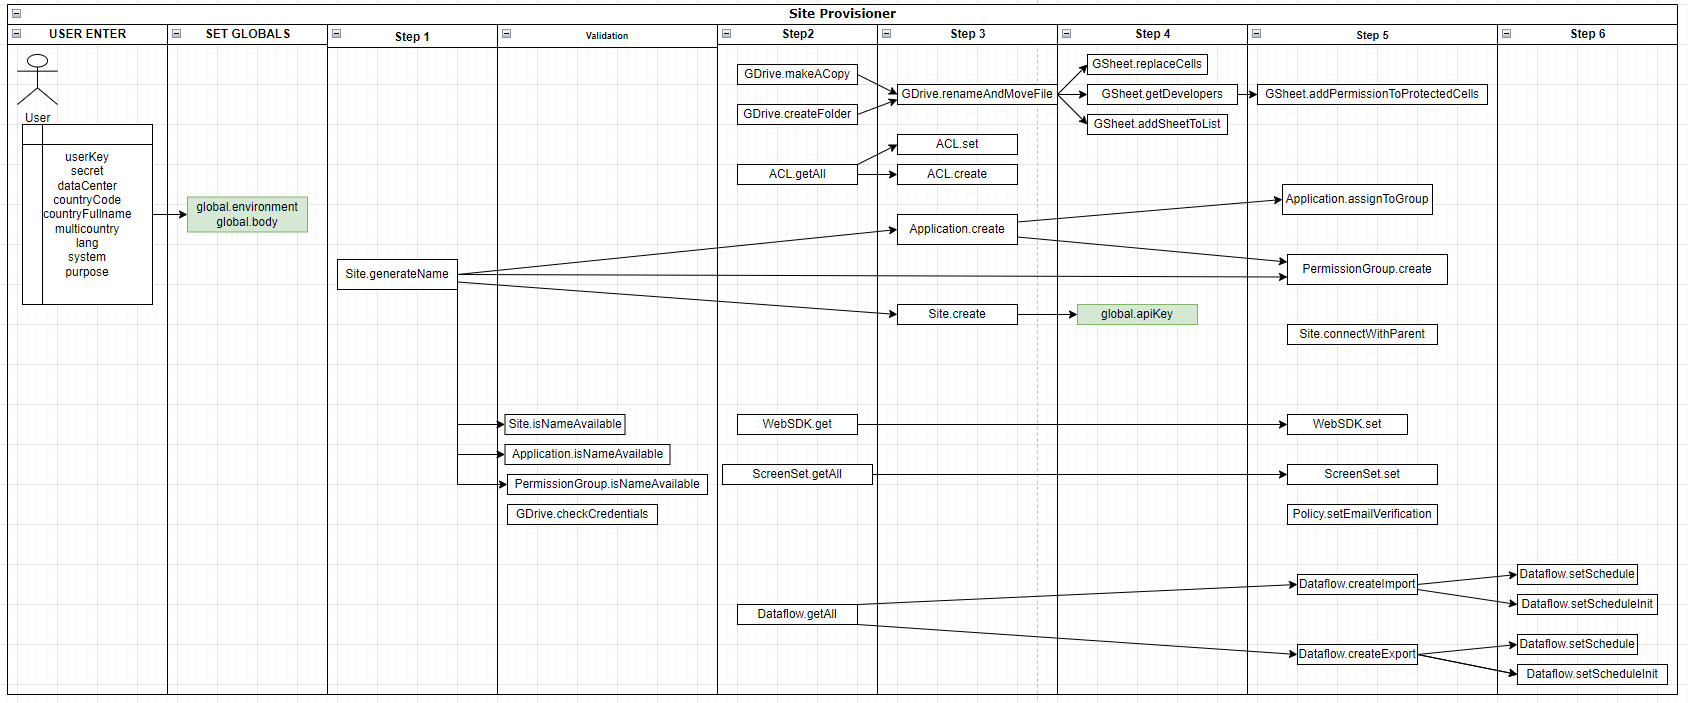 Site Provisioner
USER ENTER
SET GLOBALS
Step 1
Validation
Step2
Step 3
Step 4
Step 5
Step 6
User
userKey
secret
dataCenter
countryCode
countryFullname
multicountry
lang
system
purpose
global.environment
global.body
Site.generateName
Site.isNameAvailable
Application.isNameAvailable
PermissionGroup.isNameAvailable
GDrive.checkCredentials
GDrive.makeACopy
GDrive.createFolder
ACL.getAll
WebSDK.get
ScreenSet.getAll
Dataflow.getAll
GDrive.renameAndMoveFile
ACL.set
ACL.create
Application.create
Site.create
GSheet.replaceCells
GSheet.getDevelopers
GSheet.addSheetToList
global.apiKey
GSheet.addPermissionToProtectedCells
Application.assignToGroup
PermissionGroup.create
Site.connectWithParent
WebSDK.set
ScreenSet.set
Policy.setEmailVerification
Dataflow.createImport
Dataflow.createExport
Dataflow.setSchedule
Dataflow.setScheduleInit
Dataflow.setSchedule
Dataflow.setScheduleInit